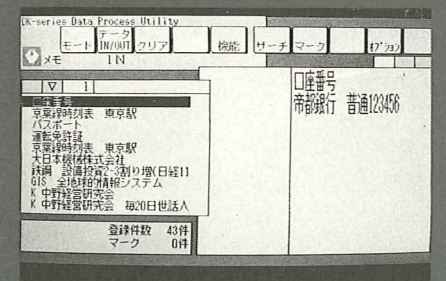 DK-series Data Process Utility
モード データIN/OUT クリア 機能 サーチ マーク ｵﾌﾟｼｮﾝ
メモ IN
▽ 1
口座番号
京葉線時刻表 東京駅
パスポート
運転免許証
京葉線時刻表 東京駅
大日本機械株式会社
鉄鋼 設備投資2-3割り増(日経11
GIS 全地球的情報システム
K 中野経営研究会
K 中野経営研究会 毎20日世話人
登録件数 43件
マーク 0件
口座番号
帝都銀行 普通123456